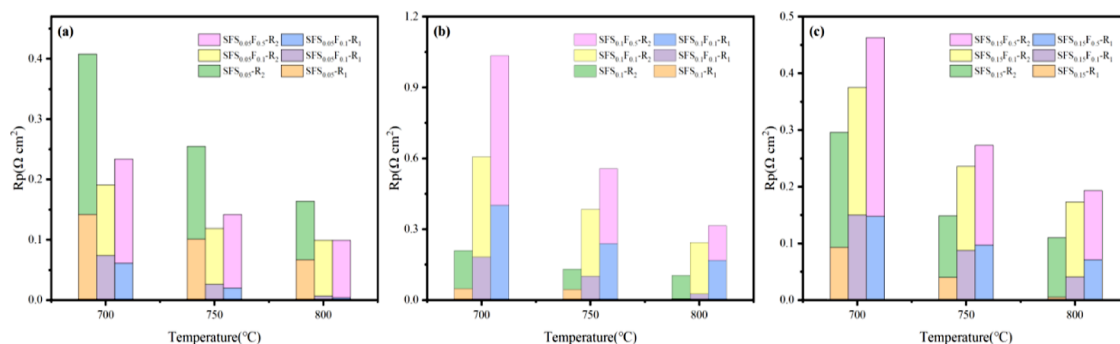 (a)
SFS₀.₀₅F₀.₅-R₂ SFS₀.₀₅F₀.₁-R₁
SFS₀.₀₅F₀.₁-R₂ SFS₀.₀₅F₀.₁-R₁
SFS₀.₀₅-R₂ SFS₀.₀₅-R₁
0.4
0.3
0.2
0.1
0.0
Rp(Ω cm²)
700 750 800
Temperature(℃)
(b)
SFS₀.₁F₀.₅-R₂ SFS₀.₁F₀.₁-R₁
SFS₀.₁F₀.₁-R₂ SFS₀.₁F₀.₁-R₁
SFS₀.₁-R₂ SFS₀.₁-R₁
1.2
0.9
0.6
0.3
0.0
Rp(Ω cm²)
700 750 800
Temperature(℃)
(c)
SFS₀.₁₅F₀.₅-R₂ SFS₀.₁₅F₀.₅-R₁
SFS₀.₁₅F₀.₁-R₂ SFS₀.₁₅F₀.₁-R₁
SFS₀.₁₅-R₂ SFS₀.₁₅-R₁
0.5
0.4
0.3
0.2
0.1
0.0
Rp(Ω cm²)
700 750 800
Temperature(℃)